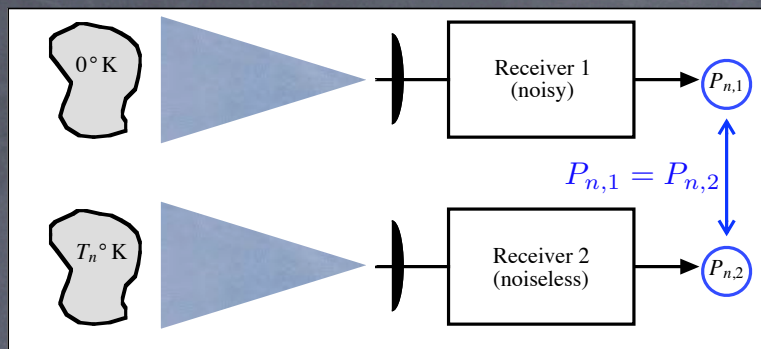 0° K
Receiver 1
(noisy)
P_{n,1}
P_{n,1} = P_{n,2}
T_n° K
Receiver 2
(noiseless)
P_{n,2}